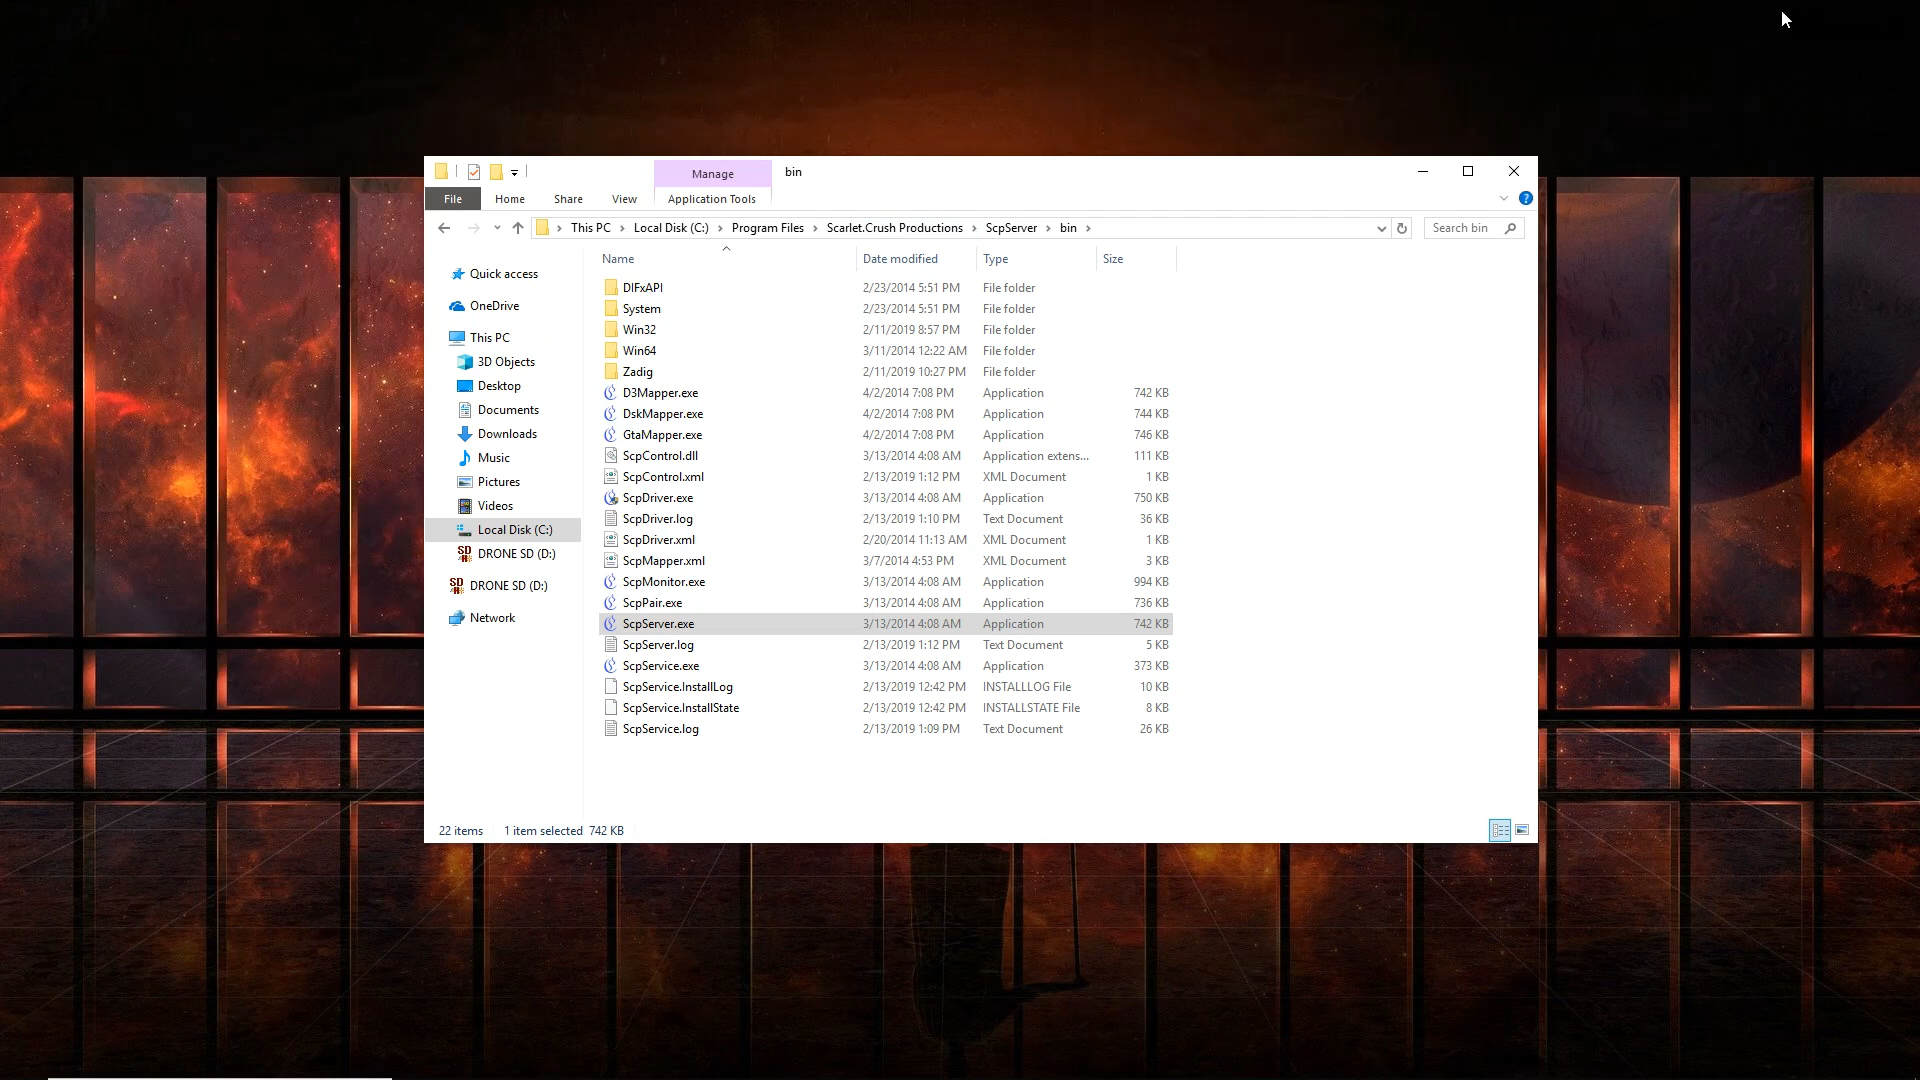 Manage bin
File Home Share View Application Tools
This PC Local Disk (C:) Program Files Scarlet.Crush Productions ScpServer bin Search bin
Name Date modified Type Size
Quick access
OneDrive
This PC
3D Objects
Desktop
Documents
Downloads
Music
Pictures
Videos
Local Disk (C:)
DRONE SD (D:)
DRONE SD (D:)
Network
DIFxAPI 2/23/2014 5:51 PM File folder
System 2/23/2014 5:51 PM File folder
Win32 2/11/2019 8:57 PM File folder
Win64 3/11/2014 12:22 AM File folder
Zadig 2/11/2019 10:27 PM File folder
D3Mapper.exe 4/2/2014 7:08 PM Application 742 KB
DskMapper.exe 4/2/2014 7:08 PM Application 744 KB
GtaMapper.exe 4/2/2014 7:08 PM Application 746 KB
ScpControl.dll 3/13/2014 4:08 AM Application extens... 111 KB
ScpControl.xml 2/13/2019 1:12 PM XML Document 1 KB
ScpDriver.exe 3/13/2014 4:08 AM Application 750 KB
ScpDriver.log 2/13/2019 1:10 PM Text Document 36 KB
ScpDriver.xml 2/20/2014 11:13 AM XML Document 1 KB
ScpMapper.xml 3/7/2014 4:53 PM XML Document 3 KB
ScpMonitor.exe 3/13/2014 4:08 AM Application 994 KB
ScpPair.exe 3/13/2014 4:08 AM Application 736 KB
ScpServer.exe 3/13/2014 4:08 AM Application 742 KB
ScpServer.log 2/13/2019 1:12 PM Text Document 5 KB
ScpService.exe 3/13/2014 4:08 AM Application 373 KB
ScpService.InstallLog 2/13/2019 12:42 PM INSTALLLOG File 10 KB
ScpService.InstallState 2/13/2019 12:42 PM INSTALLSTATE File 8 KB
ScpService.log 2/13/2019 1:09 PM Text Document 26 KB
22 items 1 item selected 742 KB